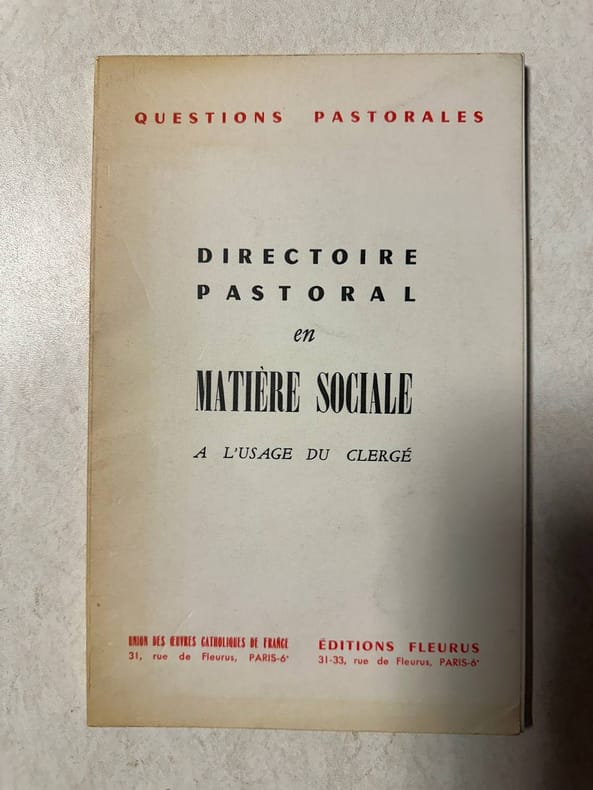 QUESTIONS PASTORALES
DIRECTOIRE
PASTORAL
en
MATIÈRE SOCIALE
A L'USAGE DU CLERGÉ
UNION DES ŒUVRES CATHOLIQUES DE FRANCE
31, rue de Fleurus, PARIS-6ᵉ
ÉDITIONS FLEURUS
31-33, rue de Fleurus, PARIS-6ᵉ